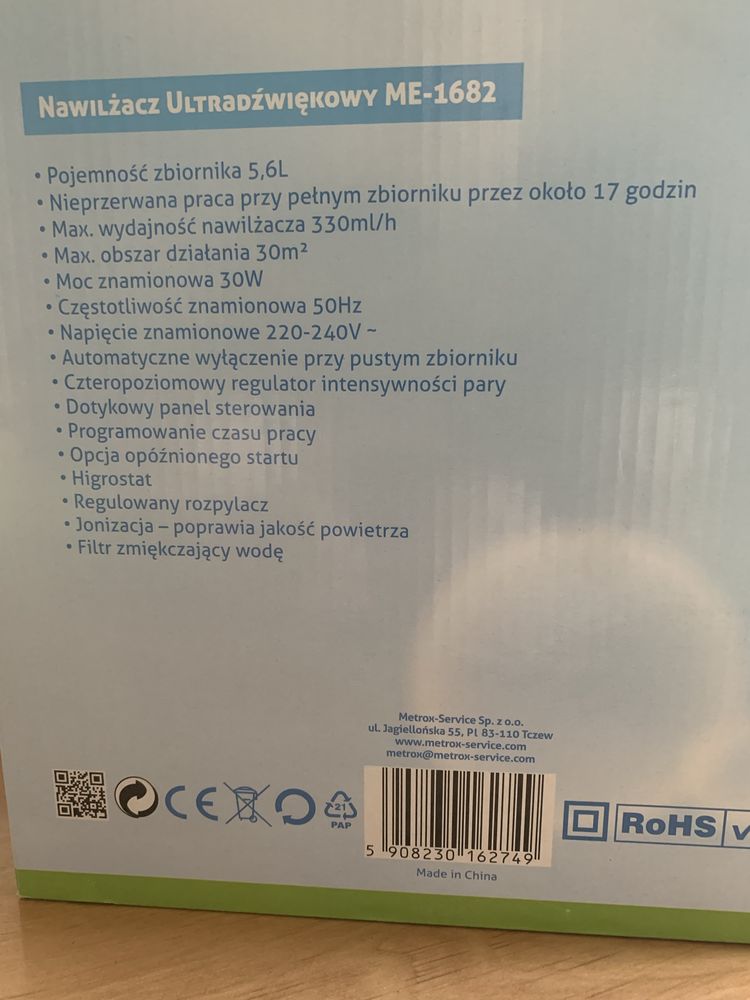 Nawilżacz Ultradźwiękowy ME-1682
• Pojemność zbiornika 5,6L
• Nieprzerwana praca przy pełnym zbiorniku przez około 17 godzin
• Max. wydajność nawilżacza 330ml/h
• Max. obszar działania 30m²
• Moc znamionowa 30W
• Częstotliwość znamionowa 50Hz
• Napięcie znamionowe 220-240V ~
• Automatyczne wyłączenie przy pustym zbiorniku
• Czteropoziomowy regulator intensywności pary
• Dotykowy panel sterowania
• Programowanie czasu pracy
• Opcja opóźnionego startu
• Higrostat
• Regulowany rozpylacz
• Jonizacja – poprawia jakość powietrza
• Filtr zmiękczający wodę
Metrox-Service Sp. z o.o.
ul. Jagiellońska 55, Pl 83-110 Tczew
www.metrox-service.com
metrox@metrox-service.com
CE
21
PAP
5 908230 162749
RoHS
Made in China